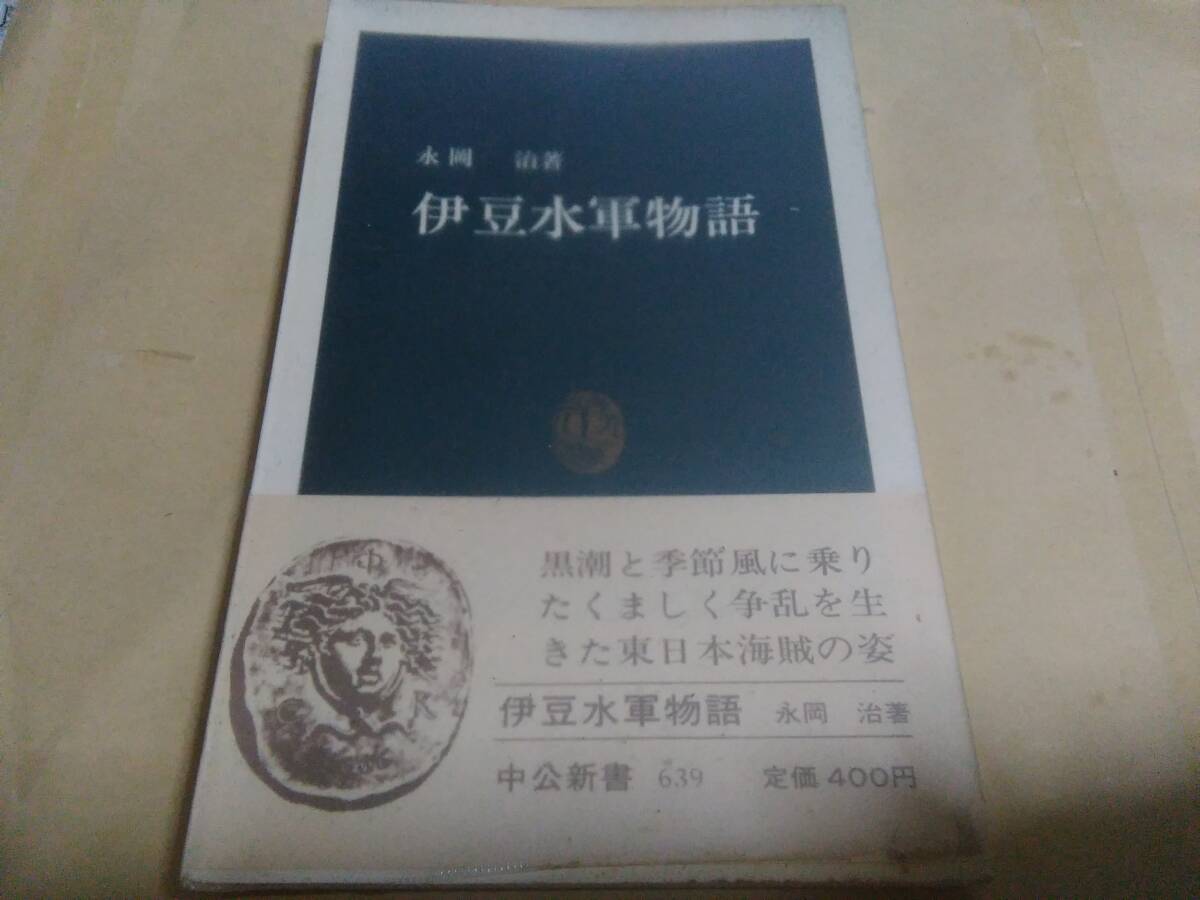 永岡 治著
伊豆水軍物語
黒潮と季節風に乗り
たくましく争乱を生
きた東日本海賊の姿
伊豆水軍物語 永岡 治著
中公新書 639 定価 400円